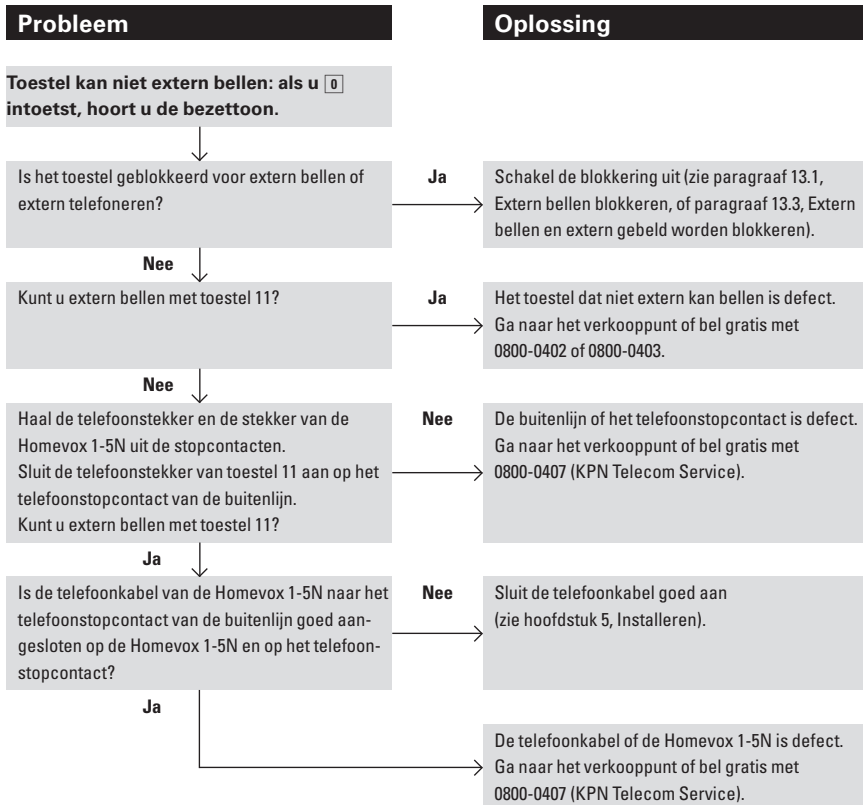 Probleem
Oplossing
Toestel kan niet extern bellen: als u 0
intoetst, hoort u de bezettoon.
Is het toestel geblokkeerd voor extern bellen of
extern telefoneren?
Ja
Schakel de blokkering uit (zie paragraaf 13.1,
Extern bellen blokkeren, of paragraaf 13.3, Extern
bellen en extern gebeld worden blokkeren).
Nee
Kunt u extern bellen met toestel 11?
Ja
Het toestel dat niet extern kan bellen is defect.
Ga naar het verkooppunt of bel gratis met
0800-0402 of 0800-0403.
Nee
Haal de telefoonstekker en de stekker van de
Homevox 1-5N uit de stopcontacten.
Sluit de telefoonstekker van toestel 11 aan op het
telefoonstopcontact van de buitenlijn.
Kunt u extern bellen met toestel 11?
Nee
De buitenlijn of het telefoonstopcontact is defect.
Ga naar het verkooppunt of bel gratis met
0800-0407 (KPN Telecom Service).
Ja
Is de telefoonkabel van de Homevox 1-5N naar het
telefoonstopcontact van de buitenlijn goed aan-
gesloten op de Homevox 1-5N en op het telefoon-
stopcontact?
Nee
Sluit de telefoonkabel goed aan
(zie hoofdstuk 5, Installeren).
Ja
De telefoonkabel of de Homevox 1-5N is defect.
Ga naar het verkooppunt of bel gratis met
0800-0407 (KPN Telecom Service).